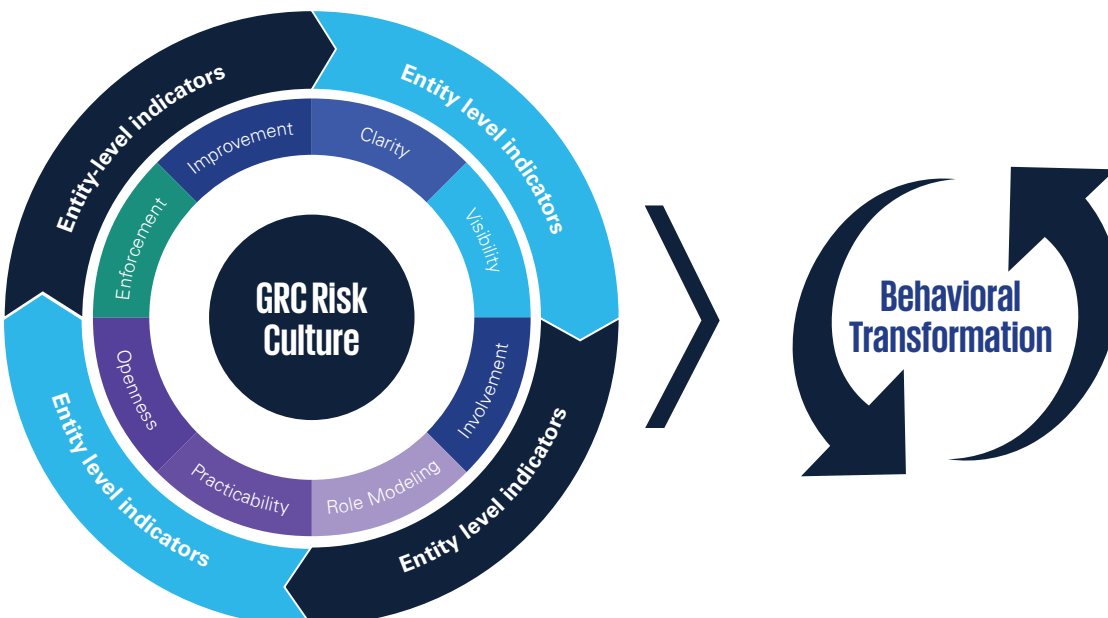 Entity-level indicators
Entity level indicators
Entity level indicators
Entity level indicators
Improvement
Clarity
Visibility
Involvement
Role Modeling
Practicability
Openness
Enforcement
GRC Risk
Culture
Behavioral
Transformation